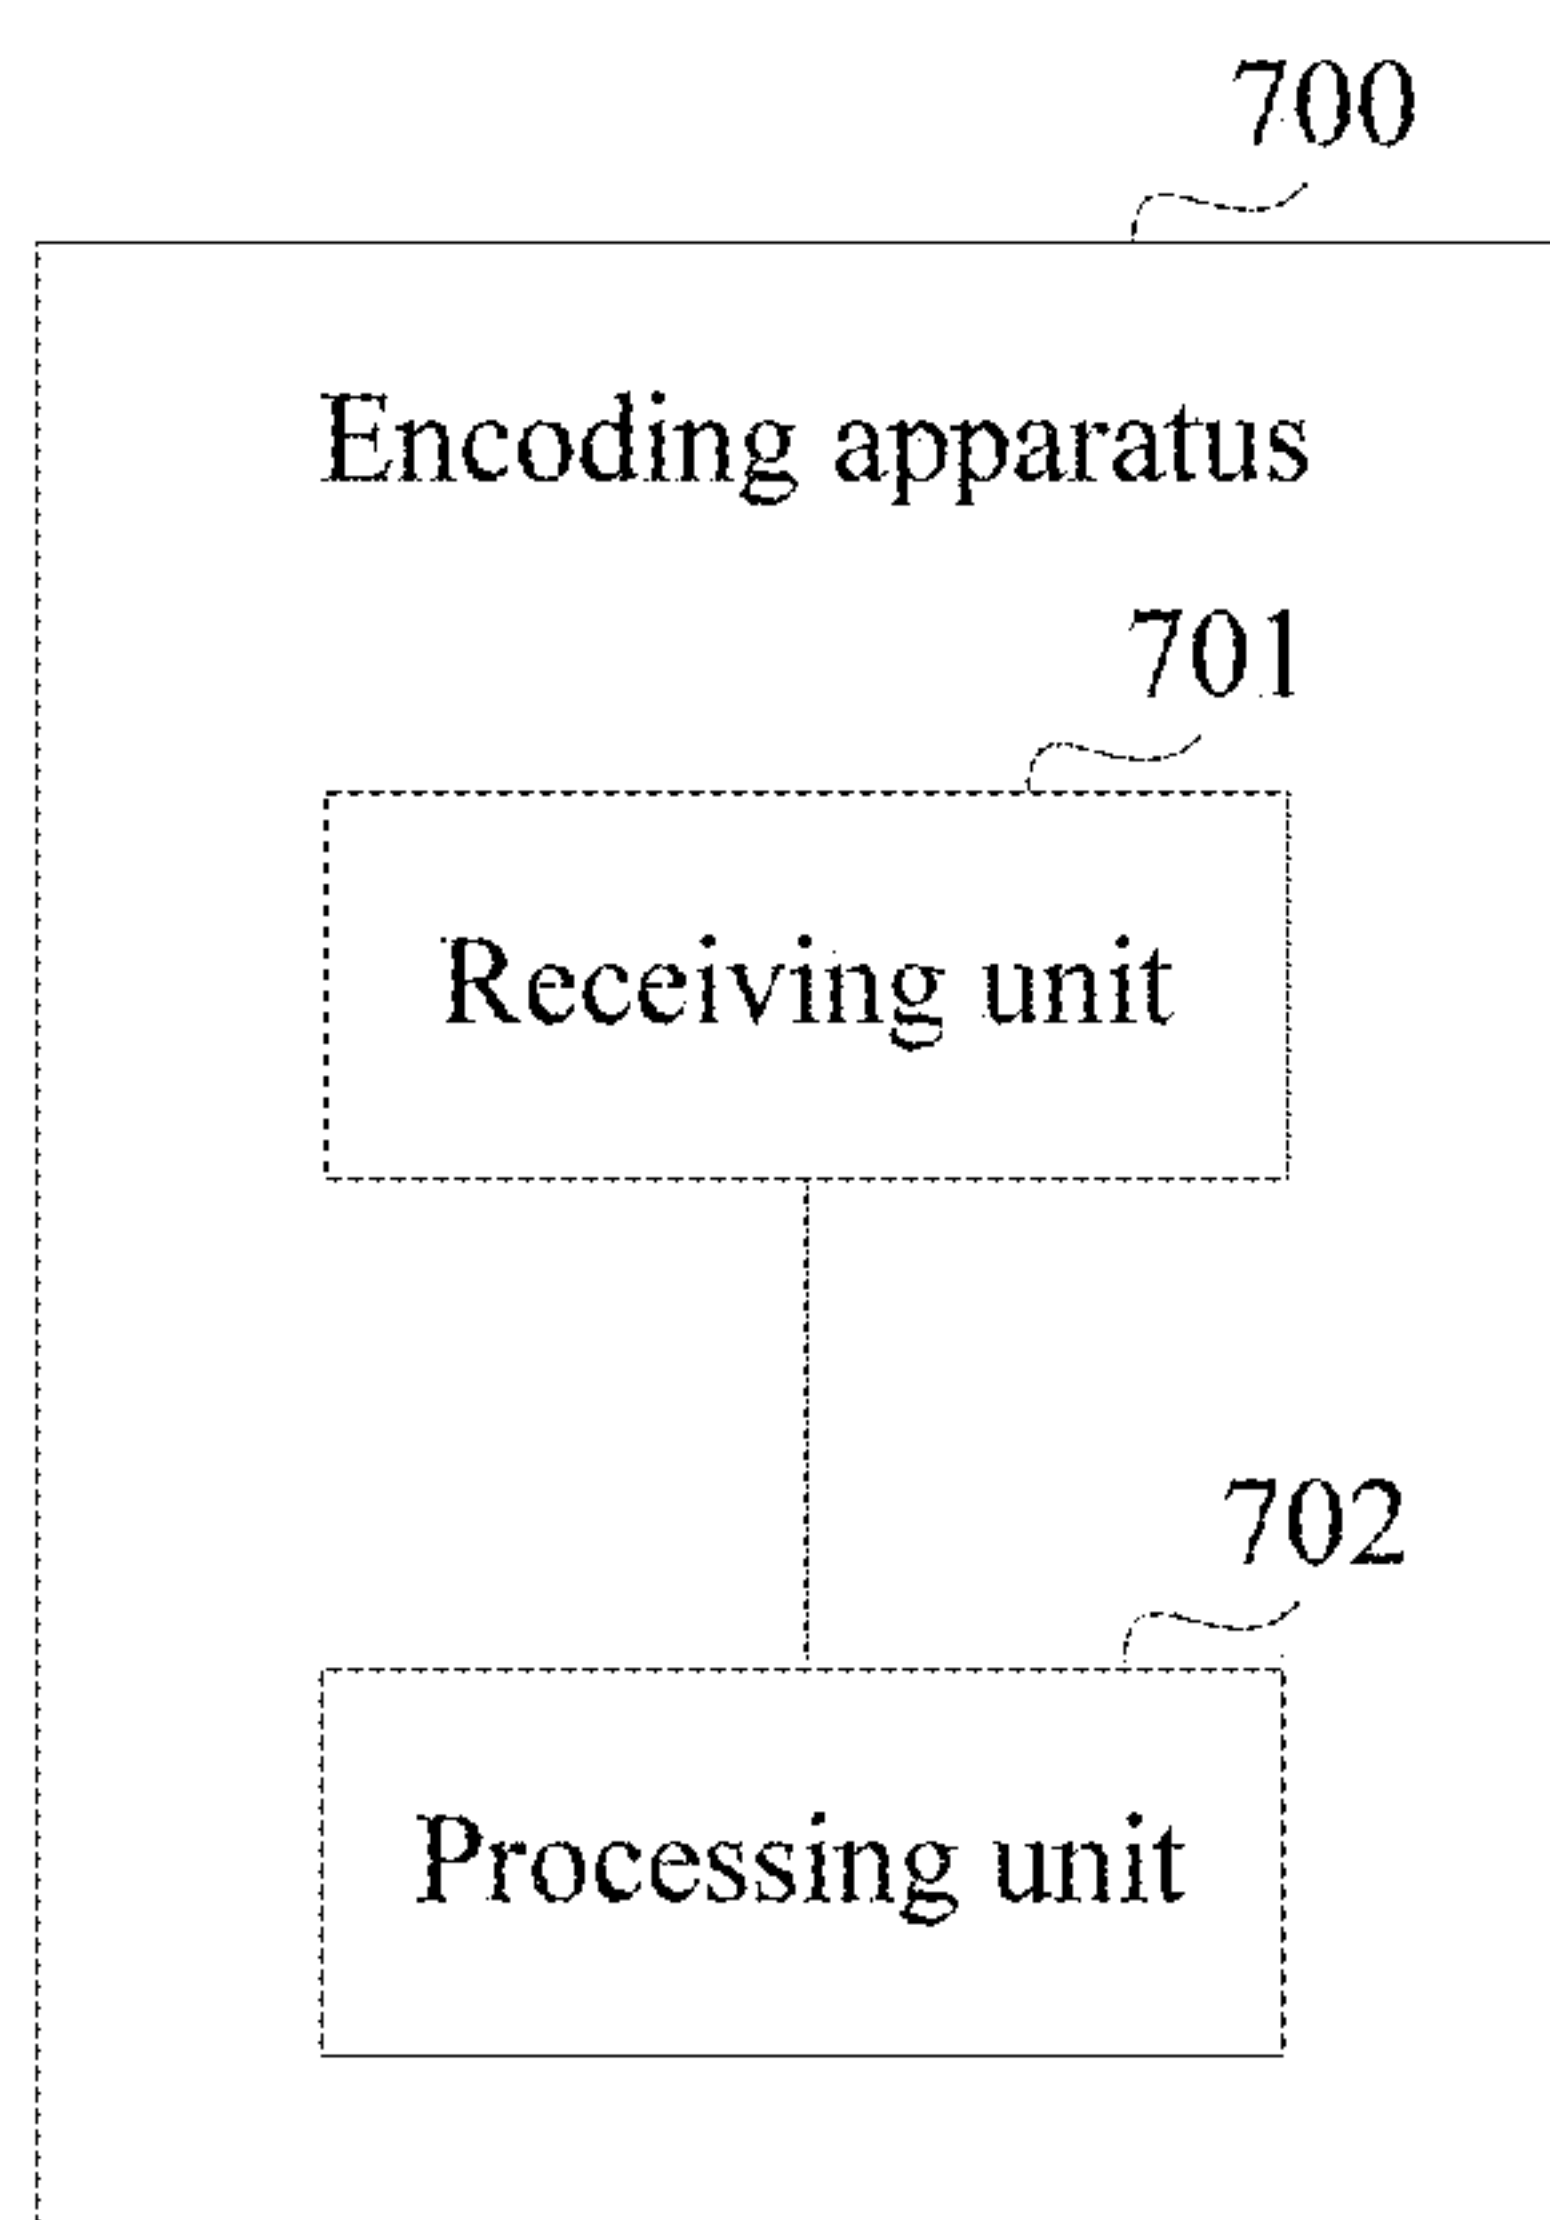 700
Encoding apparatus
701
Receiving unit
702
Processing unit